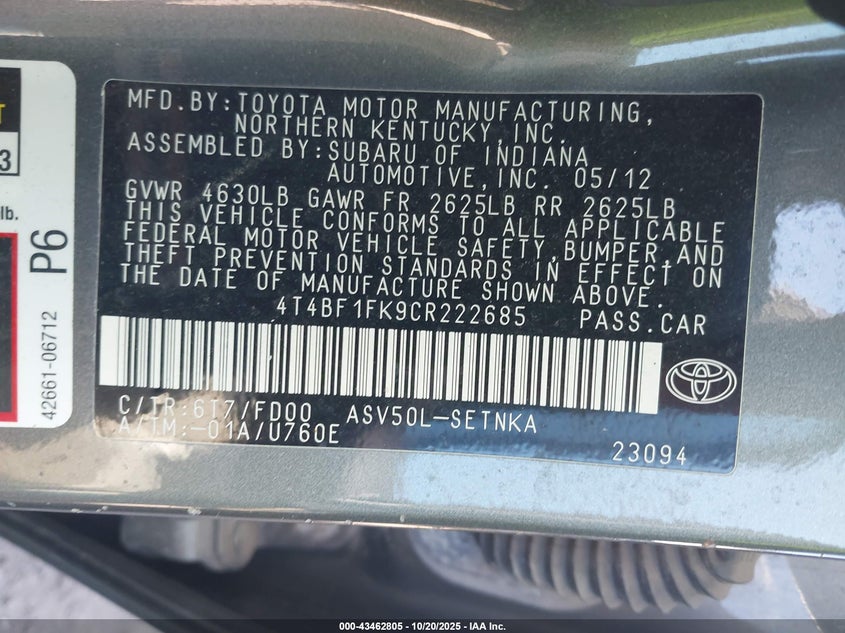 MFD.BY:TOYOTA MOTOR MANUFACTURING,
NORTHERN KENTUCKY,INC.
ASSEMBLED BY:SUBARU OF INDIANA
AUTOMOTIVE,INC. 05/12
GVWR 4630LB GAWR FR 2625LB RR 2625LB
THIS VEHICLE CONFORMS TO ALL APPLICABLE
FEDERAL MOTOR VEHICLE SAFETY,BUMPER,AND
THEFT PREVENTION STANDARDS IN EFFECT ON
THE DATE OF MANUFACTURE SHOWN ABOVE.
4T4BF1FK9CR222685 PASS.CAR
C/TR:6T7/FD00 ASV50L-SETNKA
A/TM:-01A/U760E
23094
T
3
lb.
P6
42661-06712
000-43462805 - 10/20/2025 - IAA Inc.